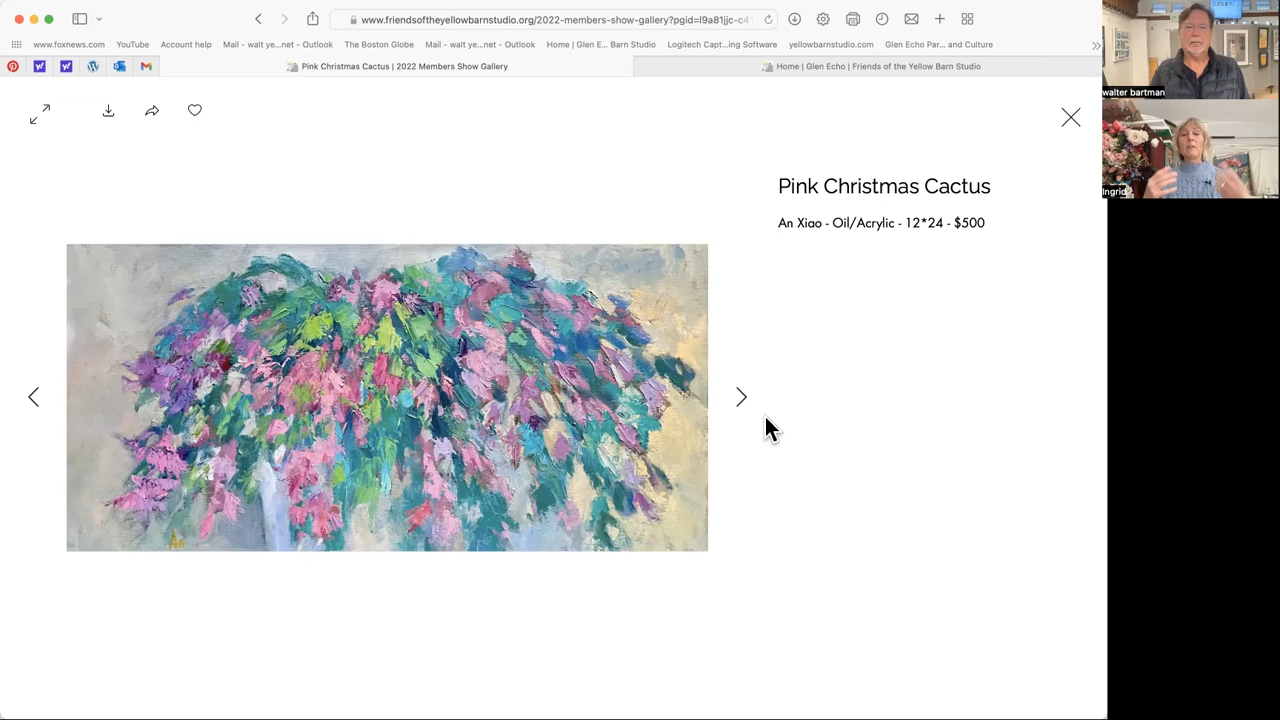 www.friendsoftheyellowbarnstudio.org/2022-members-show-gallery?pgid=l9a81jjc-c41
www.foxnews.com YouTube Account help Mail - walt ye...net - Outlook The Boston Globe Mail - walt ye...net - Outlook Home | Glen E... Barn Studio Logitech Capt...ing Software yellowbarnstudio.com Glen Echo Par... and Culture
Pink Christmas Cactus | 2022 Members Show Gallery
Home | Glen Echo | Friends of the Yellow Barn Studio
walter bartman
Ingrid
Pink Christmas Cactus
An Xiao - Oil/Acrylic - 12*24 - $500
An